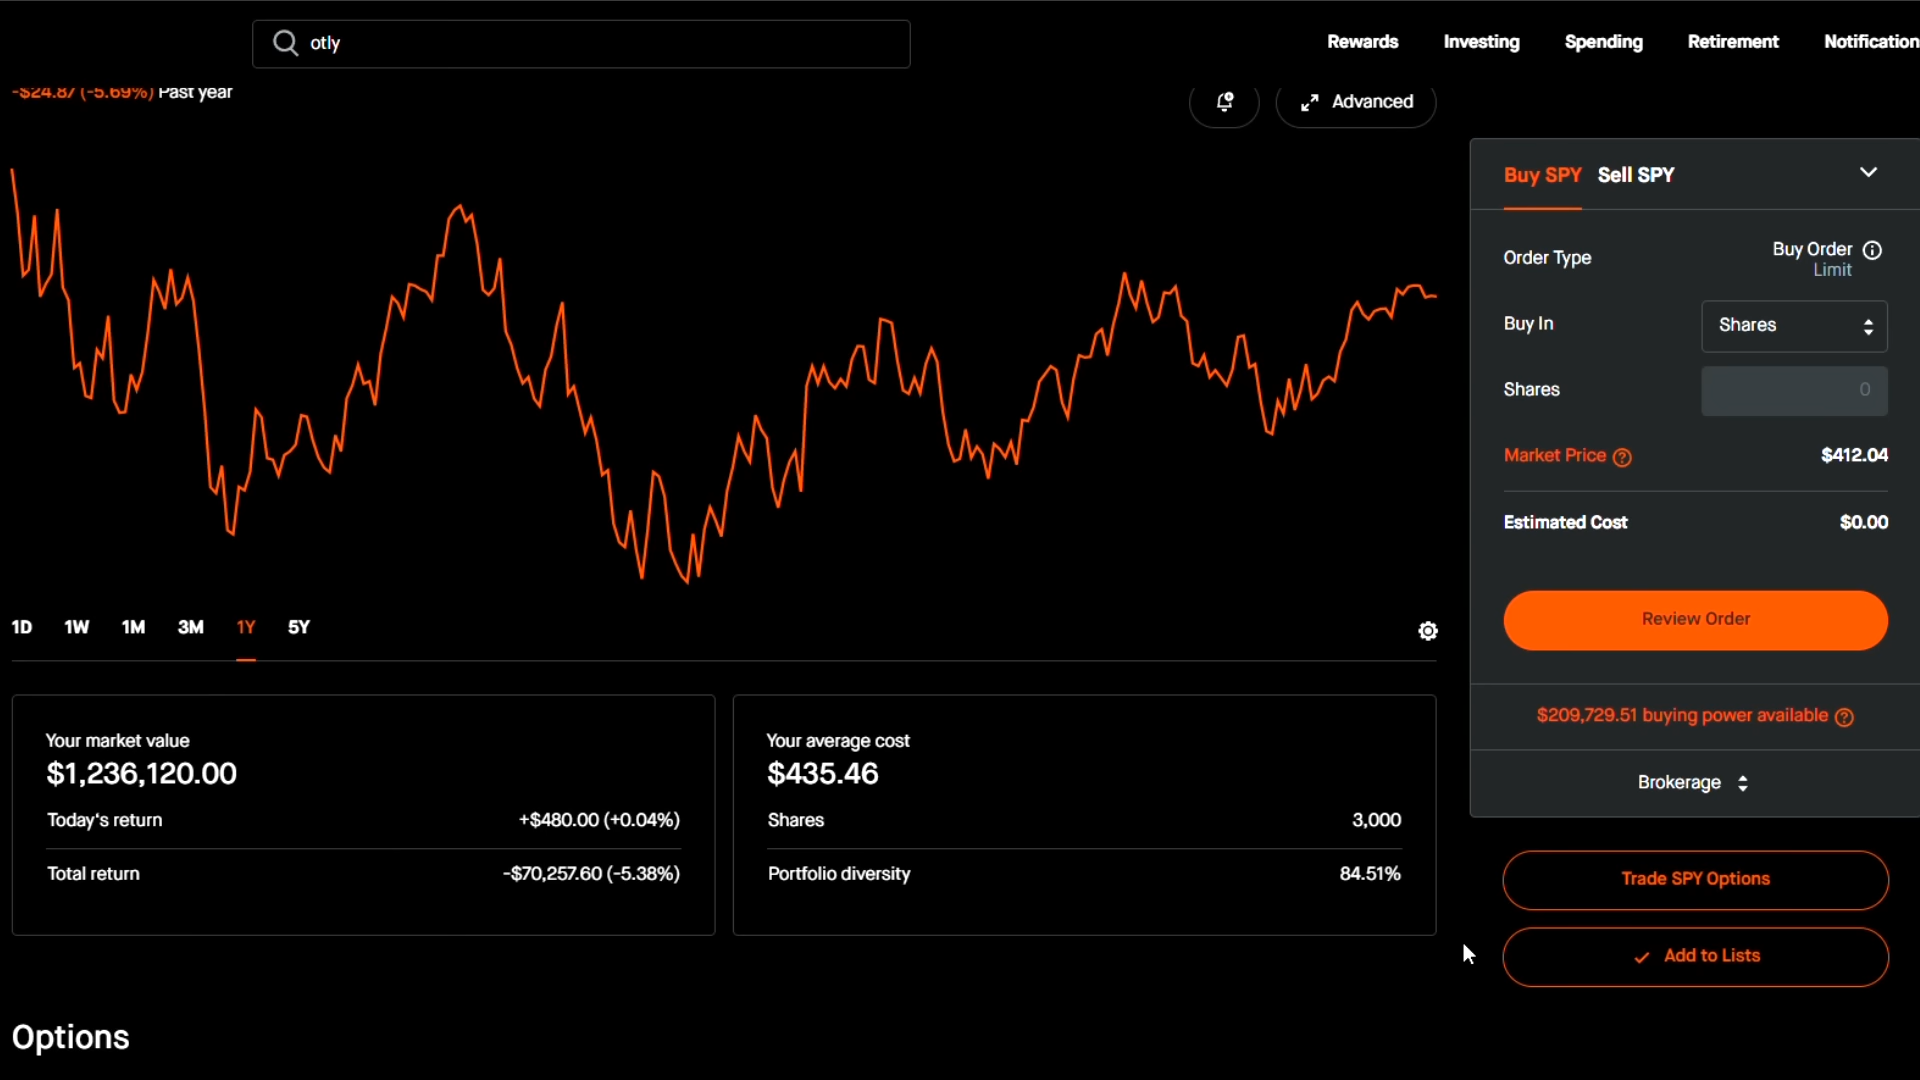 otly
Rewards
Investing
Spending
Retirement
Notification
-$24.87 (-5.69%) Past year
Advanced
Buy SPY
Sell SPY
Order Type
Buy Order
Limit
Buy In
Shares
Shares
0
Market Price
$412.04
Estimated Cost
$0.00
Review Order
$209,729.51 buying power available
Brokerage
Trade SPY Options
Add to Lists
1D
1W
1M
3M
1Y
5Y
Your market value
$1,236,120.00
Today's return
+$480.00 (+0.04%)
Total return
-$70,257.60 (-5.38%)
Your average cost
$435.46
Shares
3,000
Portfolio diversity
84.51%
Options